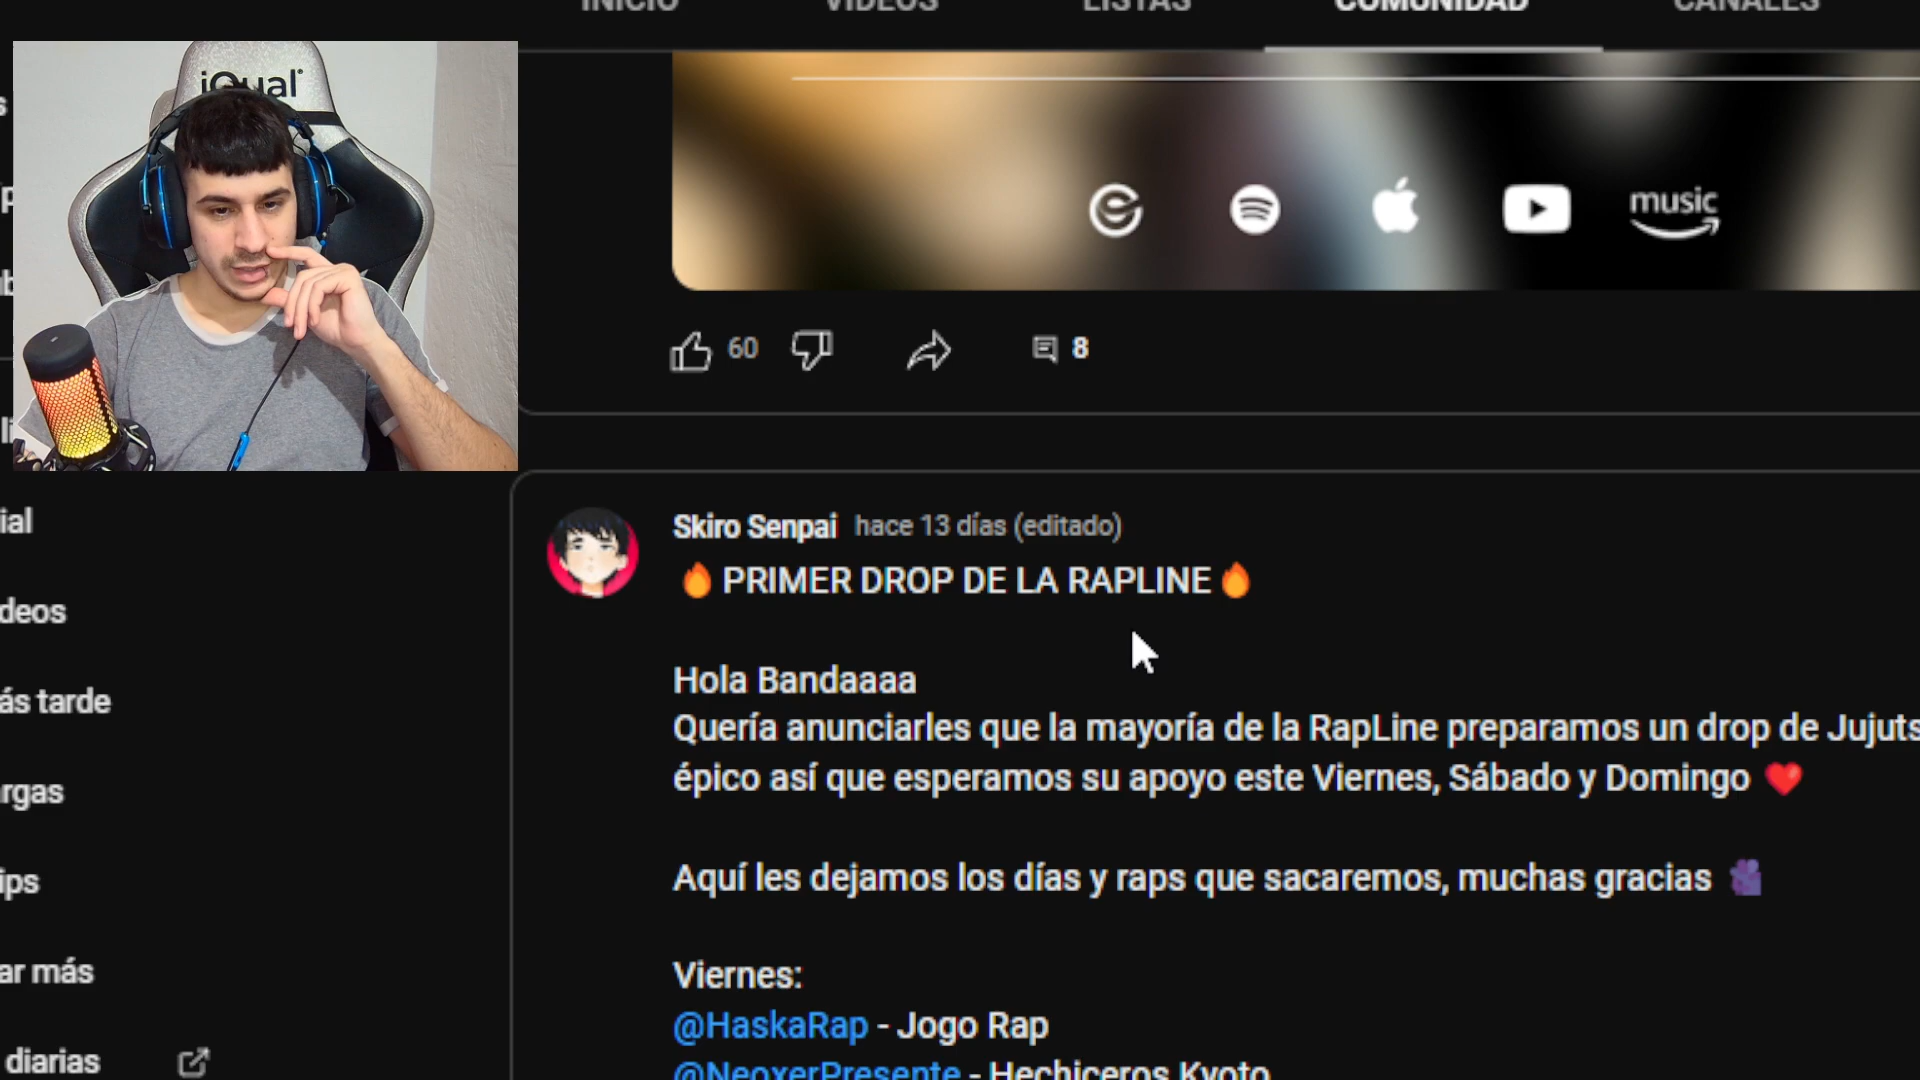 INICIO VIDEOS LISTAS COMUNIDAD CANALES
iQual
music
60 8
Skiro Senpai hace 13 días (editado)
🔥 PRIMER DROP DE LA RAPLINE 🔥
Hola Bandaaaa
Quería anunciarles que la mayoría de la RapLine preparamos un drop de Jujuts
épico así que esperamos su apoyo este Viernes, Sábado y Domingo ❤️
Aquí les dejamos los días y raps que sacaremos, muchas gracias
Viernes:
@HaskaRap - Jogo Rap
@NeoxerPresente - Hechiceros Kyoto
ial
deos
ás tarde
rgas
ips
ar más
diarias